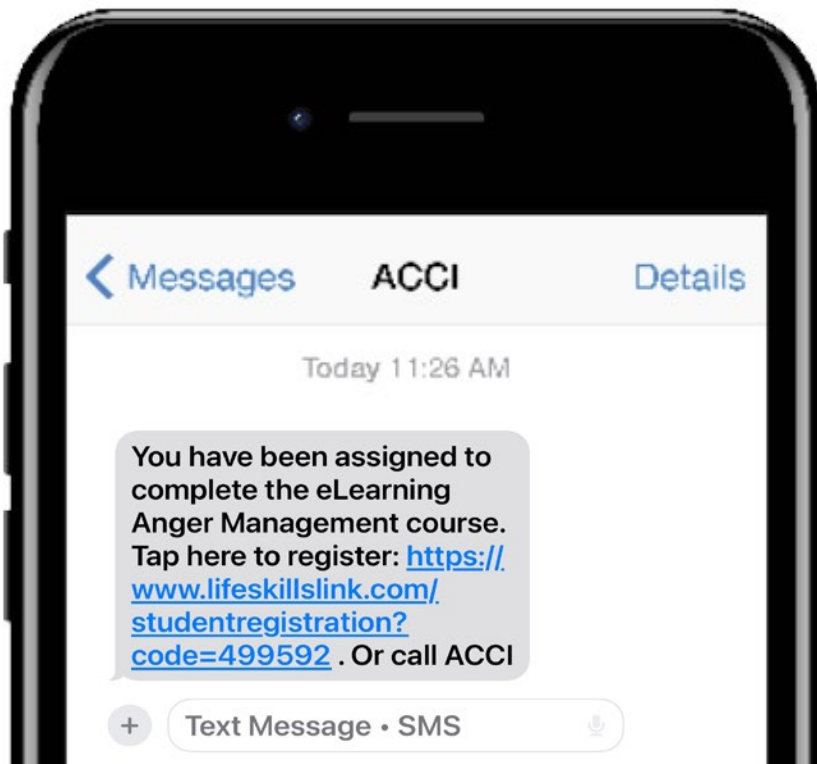 Messages ACCI Details
Today 11:26 AM
You have been assigned to
complete the eLearning
Anger Management course.
Tap here to register: https://
www.lifeskillslink.com/
studentregistration?
code=499592 . Or call ACCI
+ Text Message • SMS